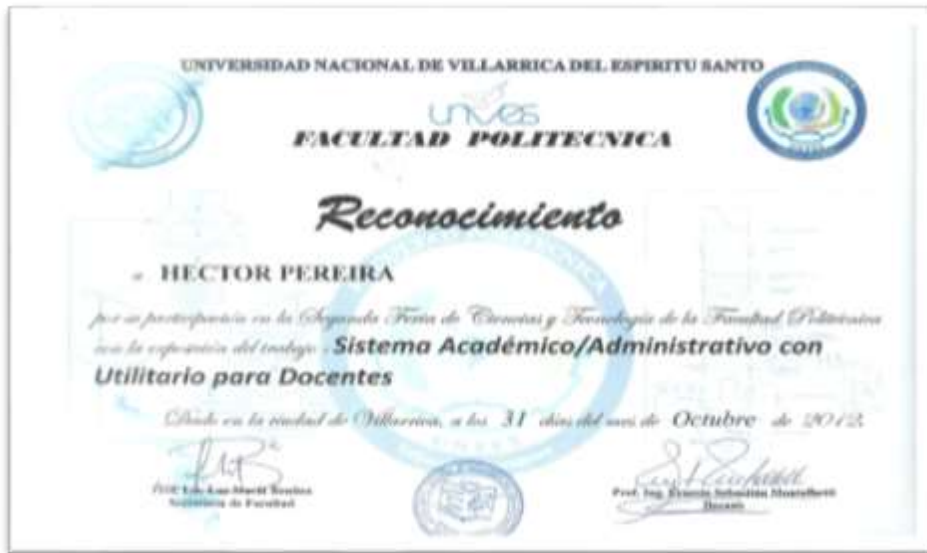 UNIVERSIDAD NACIONAL DE VILLARRICA DEL ESPIRITU SANTO
unves
FACULTAD POLITECNICA
Reconocimiento
a HECTOR PEREIRA
por su participación en la Segunda Feria de Ciencias y Tecnología de la Facultad Politécnica
con la exposición del trabajo: Sistema Académico/Administrativo con
Utilitario para Docentes
Dado en la ciudad de Villarrica, a los 31 días del mes de Octubre de 2012.
Secretaria de Facultad
Prof. Ing. Sebastián
Decano